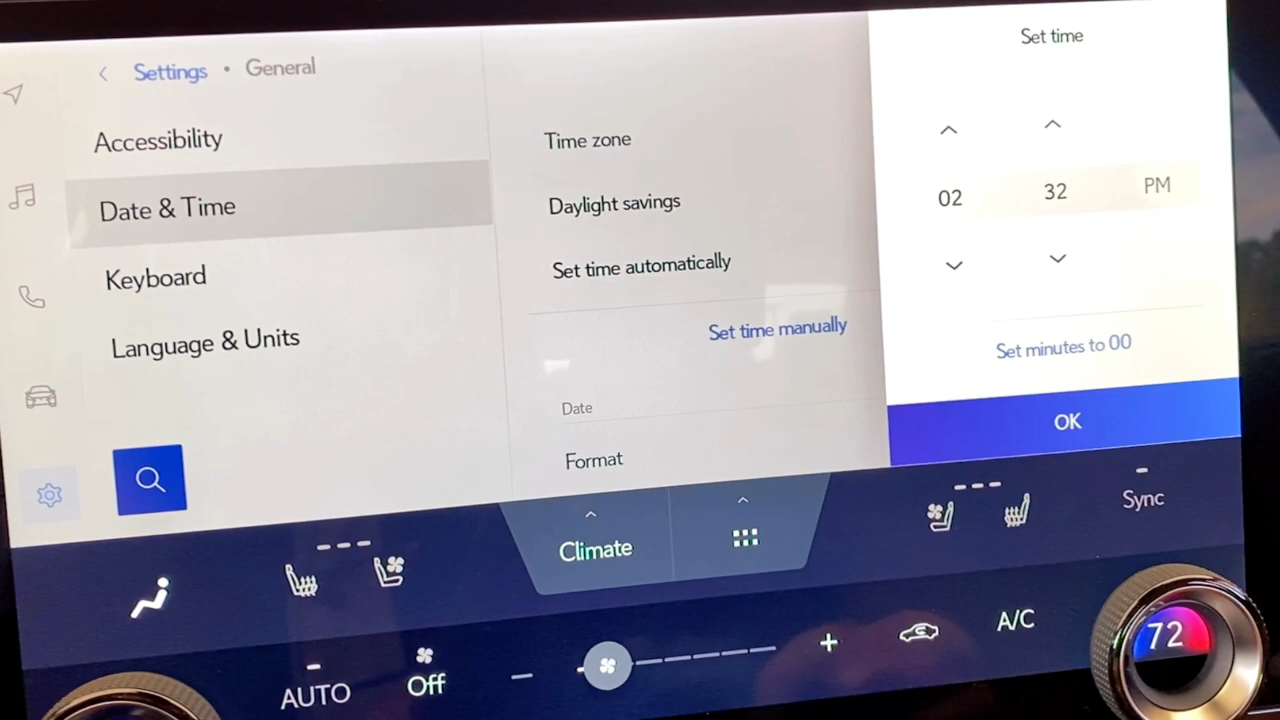 Settings • General
Accessibility
Date & Time
Keyboard
Language & Units
Time zone
Daylight savings
Set time automatically
Set time manually
Date
Format
Set time
02 32 PM
Set minutes to 00
OK
Climate
Sync
AUTO
Off
A/C
72